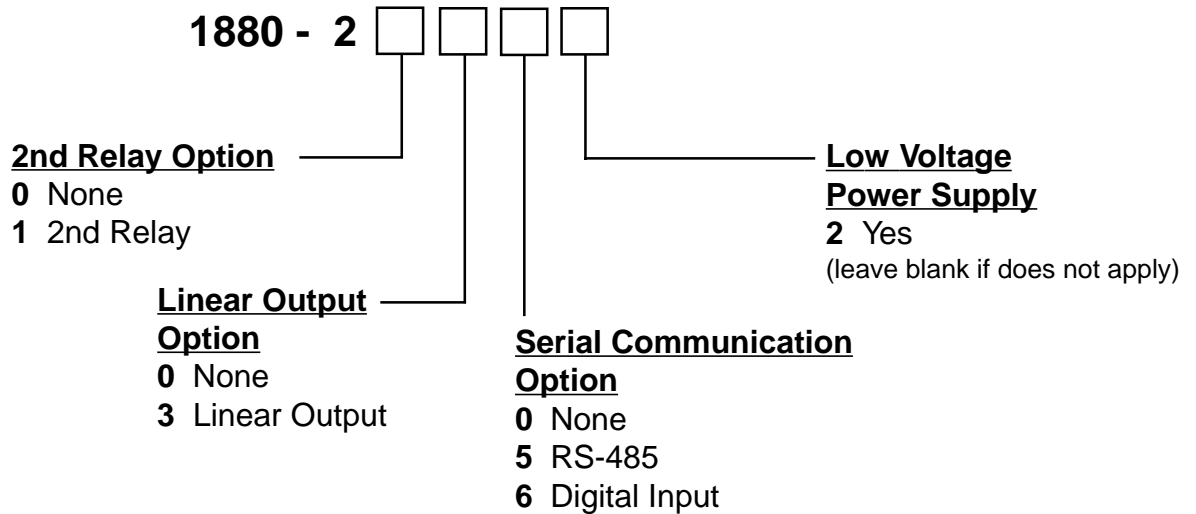 1880 - 2
2nd Relay Option
0 None
1 2nd Relay
Linear Output
Option
0 None
3 Linear Output
Serial Communication
Option
0 None
5 RS-485
6 Digital Input
Low Voltage
Power Supply
2 Yes
(leave blank if does not apply)